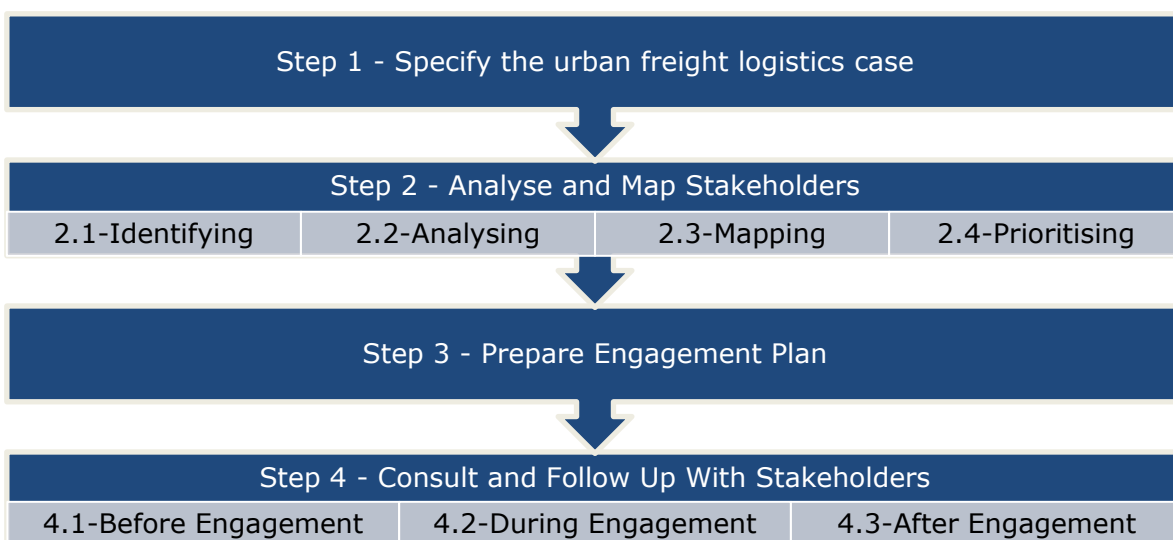 Step 1 - Specify the urban freight logistics case
Step 2 - Analyse and Map Stakeholders
2.1-Identifying
2.2-Analysing
2.3-Mapping
2.4-Prioritising
Step 3 - Prepare Engagement Plan
Step 4 - Consult and Follow Up With Stakeholders
4.1-Before Engagement
4.2-During Engagement
4.3-After Engagement